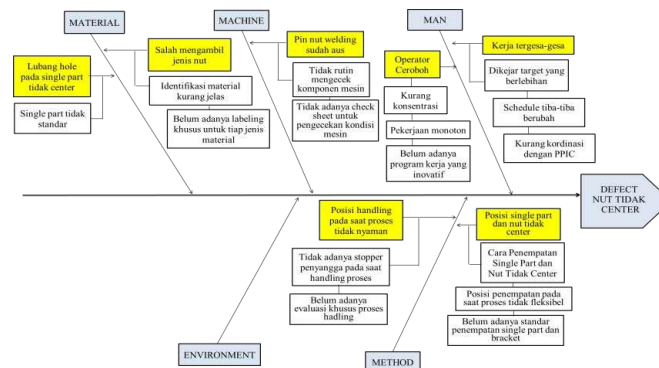 MATERIAL
MACHINE
MAN
Lubang hole
pada single part
tidak center
Single part tidak
standar
Salah mengambil
jenis nut
Identifikasi material
kurang jelas
Belum adanya labeling
khusus untuk tiap jenis
material
Pin nut welding
sudah aus
Tidak rutin
mengecek
komponen mesin
Tidak adanya check
sheet untuk
pengecekan kondisi
mesin
Operator
Ceroboh
Kurang
konsentrasi
Pekerjaan monoton
Belum adanya
program kerja yang
inovatif
Kerja tergesa-gesa
Dikejar target yang
berlebihan
Schedule tiba-tiba
berubah
Kurang kordinasi
dengan PPIC
DEFECT
NUT TIDAK
CENTER
Posisi handling
pada saat proses
tidak nyaman
Tidak adanya stopper
penyangga pada saat
handling proses
Belum adanya
evaluasi khusus proses
hadling
Posisi single part
dan nut tidak
center
Cara Penempatan
Single Part dan
Nut Tidak Center
Posisi penempatan pada
saat proses tidak fleksibel
Belum adanya standar
penempatan single part dan
bracket
ENVIRONMENT
METHOD